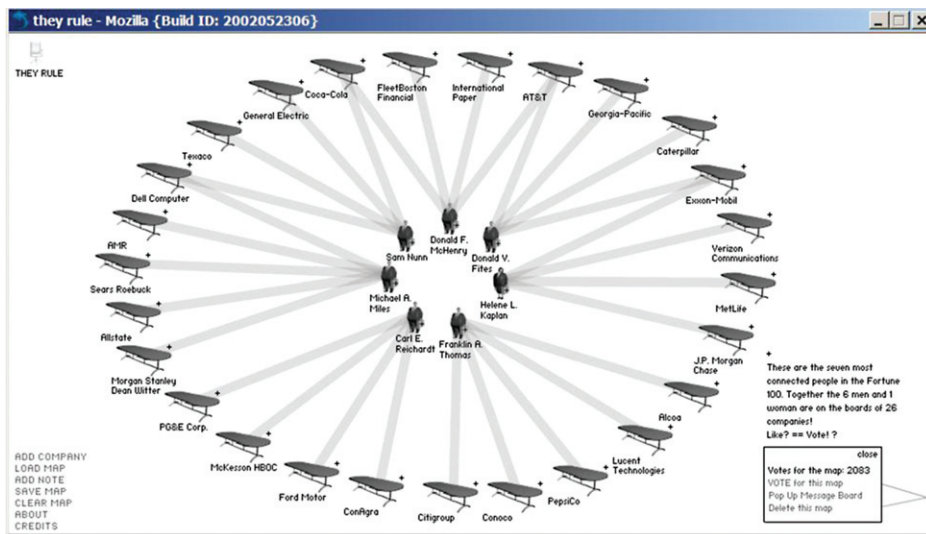 they rule - Mozilla {Build ID: 2002052306}
THEY RULE
Coca-Cola
FleetBoston
Financial
International
Paper
AT&T
General Electric
Georgia-Pacific
Texaco
Caterpillar
Dell Computer
Exxon-Mobil
AMR
Verizon
Communications
Sears Roebuck
MetLife
Allstate
J.P. Morgan
Chase
Morgan Stanley
Dean Witter
Alcoa
PG&E Corp.
Lucent
Technologies
McKesson HBOC
PepsiCo
Ford Motor
Conoco
ConAgra
Citigroup
Sam Nunn
Donald F.
McHenry
Donald V.
Fites
Michael A.
Miles
Helene L.
Kaplan
Carl E.
Reichardt
Franklin A.
Thomas
These are the seven most
connected people in the Fortune
100. Together the 6 men and 1
woman are on the boards of 26
companies!
Like? == Vote! ?
close
Votes for the map: 2083
VOTE for this map
Pop Up Message Board
Delete this map
ADD COMPANY
LOAD MAP
ADD NOTE
SAVE MAP
CLEAR MAP
ABOUT
CREDITS